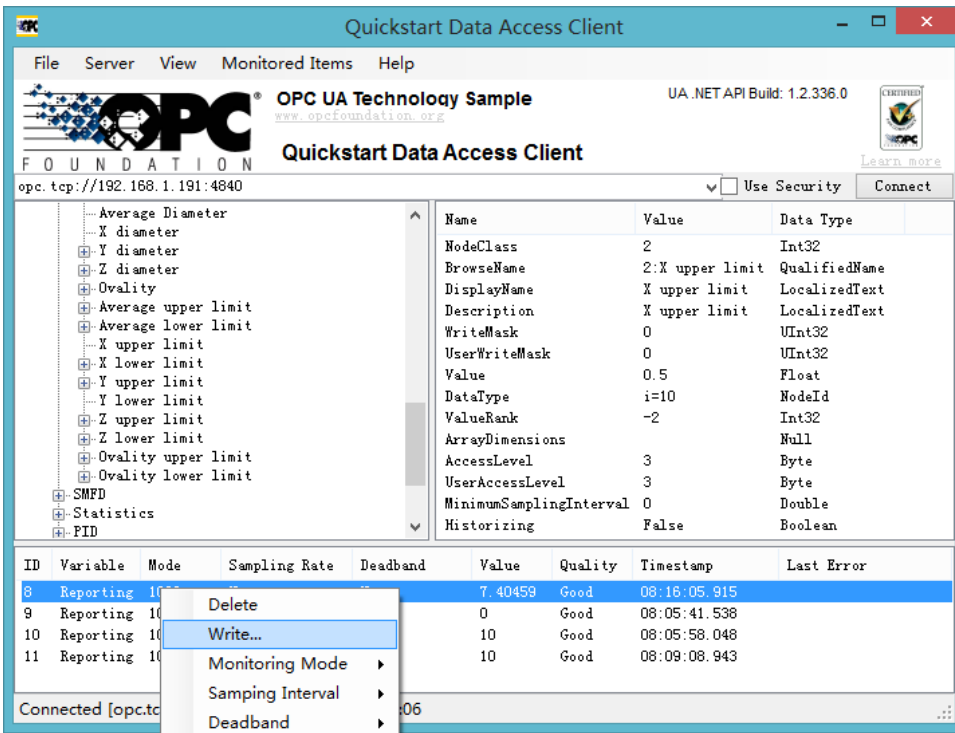 OPC
Quickstart Data Access Client
File Server View Monitored Items Help
OPC
®
FOUNDATION
OPC UA Technology Sample
www.opcfoundation.org
Quickstart Data Access Client
UA .NET API Build: 1.2.336.0
CERTIFIED
OPC
Learn more
opc.tcp://192.168.1.191:4840 Use Security Connect
Average Diameter
X diameter
Y diameter
Z diameter
Ovality
Average upper limit
Average lower limit
X upper limit
X lower limit
Y upper limit
Y lower limit
Z upper limit
Z lower limit
Ovality upper limit
Ovality lower limit
SMFD
Statistics
PID
Name Value Data Type
NodeClass 2 Int32
BrowseName 2:X upper limit QualifiedName
DisplayName X upper limit LocalizedText
Description X upper limit LocalizedText
WriteMask 0 UInt32
UserWriteMask 0 UInt32
Value 0.5 Float
DataType i=10 NodeId
ValueRank -2 Int32
ArrayDimensions Null
AccessLevel 3 Byte
UserAccessLevel 3 Byte
MinimumSamplingInterval 0 Double
Historizing False Boolean
ID Variable Mode Sampling Rate Deadband Value Quality Timestamp Last Error
8 Reporting 7.40459 Good 08:16:05.915
9 Reporting 10 0 Good 08:05:41.538
10 Reporting 10 10 Good 08:05:58.048
11 Reporting 10 10 Good 08:09:08.943
Delete
Write...
Monitoring Mode
Samping Interval
Deadband
Connected [opc.tc :06